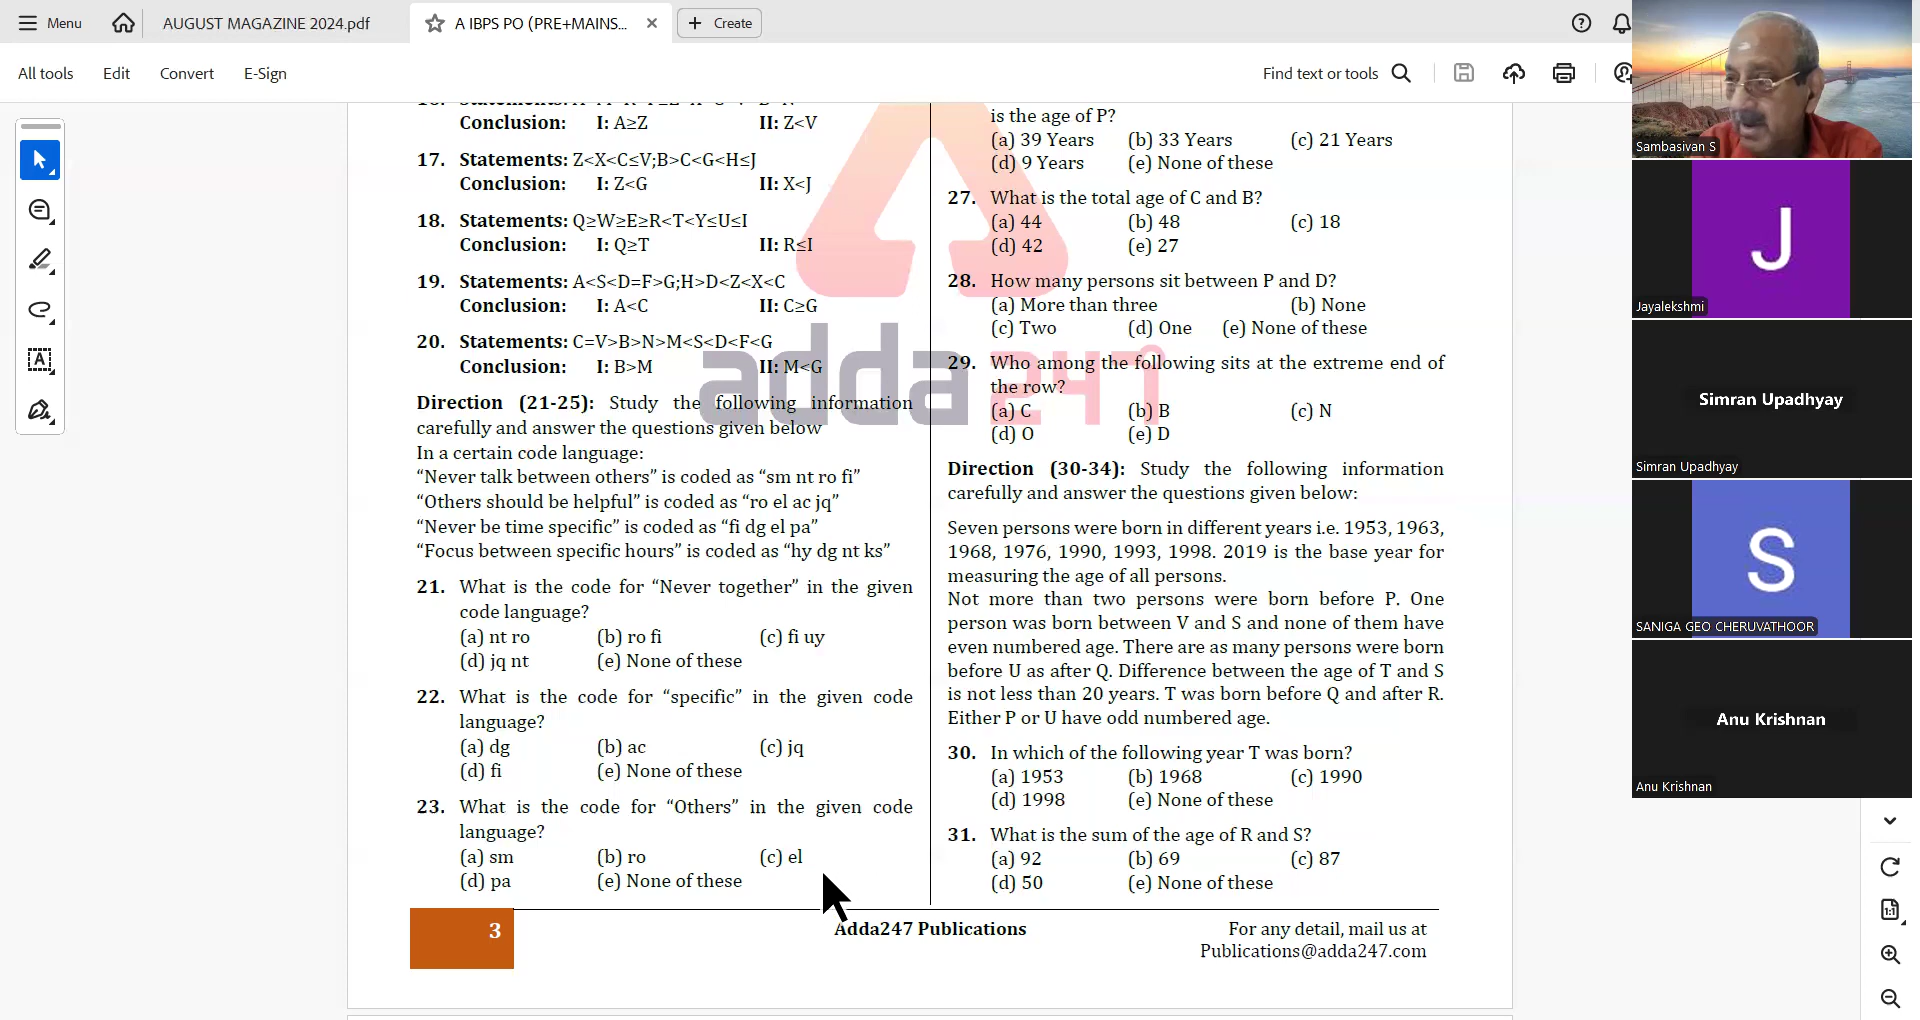 Menu
AUGUST MAGAZINE 2024.pdf
A IBPS PO (PRE+MAINS...
Create
All tools
Edit
Convert
E-Sign
Find text or tools
Conclusion: I: A≥Z II: Z<V
17. Statements: Z<X<C≤V;B>C<G<H≤J
Conclusion: I: Z<G II: X<J
18. Statements: Q≥W≥E≥R<T<Y≤U≤I
Conclusion: I: Q≥T II: R≤I
19. Statements: A<S<D=F>G;H>D<Z<X<C
Conclusion: I: A<C II: C≥G
20. Statements: C=V>B>N>M<S<D<F<G
Conclusion: I: B>M II: M<G
Direction (21-25): Study the following information
carefully and answer the questions given below
In a certain code language:
“Never talk between others” is coded as “sm nt ro fi”
“Others should be helpful” is coded as “ro el ac jq”
“Never be time specific” is coded as “fi dg el pa”
“Focus between specific hours” is coded as “hy dg nt ks”
21. What is the code for “Never together” in the given
code language?
(a) nt ro (b) ro fi (c) fi uy
(d) jq nt (e) None of these
22. What is the code for “specific” in the given code
language?
(a) dg (b) ac (c) jq
(d) fi (e) None of these
23. What is the code for “Others” in the given code
language?
(a) sm (b) ro (c) el
(d) pa (e) None of these
is the age of P?
(a) 39 Years (b) 33 Years (c) 21 Years
(d) 9 Years (e) None of these
27. What is the total age of C and B?
(a) 44 (b) 48 (c) 18
(d) 42 (e) 27
28. How many persons sit between P and D?
(a) More than three (b) None
(c) Two (d) One (e) None of these
29. Who among the following sits at the extreme end of
the row?
(a) C (b) B (c) N
(d) O (e) D
Direction (30-34): Study the following information
carefully and answer the questions given below:
Seven persons were born in different years i.e. 1953, 1963,
1968, 1976, 1990, 1993, 1998. 2019 is the base year for
measuring the age of all persons.
Not more than two persons were born before P. One
person was born between V and S and none of them have
even numbered age. There are as many persons were born
before U as after Q. Difference between the age of T and S
is not less than 20 years. T was born before Q and after R.
Either P or U have odd numbered age.
30. In which of the following year T was born?
(a) 1953 (b) 1968 (c) 1990
(d) 1998 (e) None of these
31. What is the sum of the age of R and S?
(a) 92 (b) 69 (c) 87
(d) 50 (e) None of these
adda247
3
Adda247 Publications
For any detail, mail us at
Publications@adda247.com
Sambasivan S
J
Jayalekshmi
Simran Upadhyay
Simran Upadhyay
S
SANIGA GEO CHERUVATHOOR
Anu Krishnan
Anu Krishnan
1:1